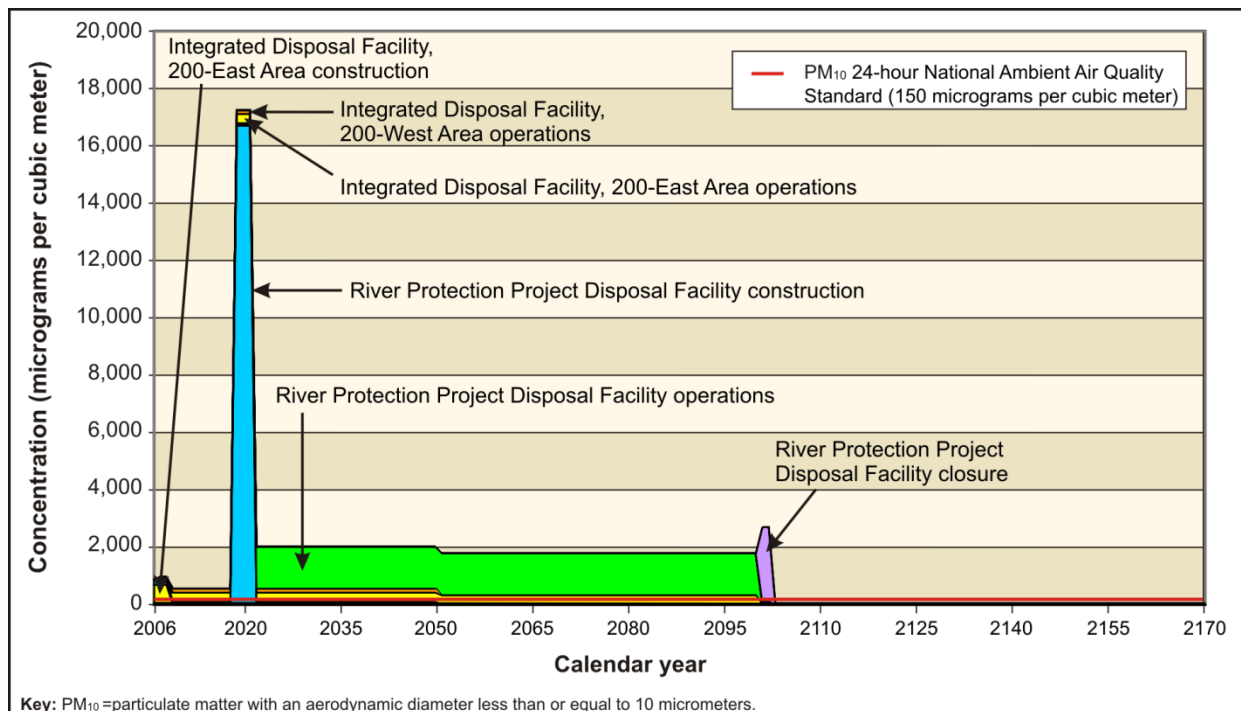 20,000
18,000
16,000
14,000
12,000
10,000
8,000
6,000
4,000
2,000
0
Concentration (micrograms per cubic meter)
Integrated Disposal Facility,
200-East Area construction
PM10 24-hour National Ambient Air Quality
Standard (150 micrograms per cubic meter)
Integrated Disposal Facility,
200-West Area operations
Integrated Disposal Facility, 200-East Area operations
River Protection Project Disposal Facility construction
River Protection Project Disposal Facility operations
River Protection Project
Disposal Facility closure
2006 2020 2035 2050 2065 2080 2095 2110 2125 2140 2155 2170
Calendar year
Key: PM10 =particulate matter with an aerodynamic diameter less than or equal to 10 micrometers.